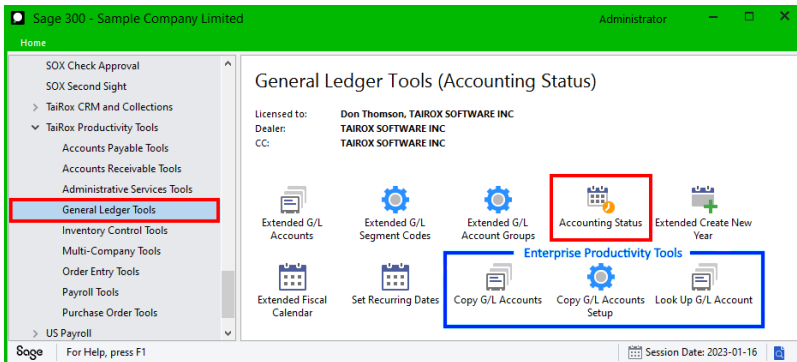 Sage 300 - Sample Company Limited
Administrator
Home
SOX Check Approval
SOX Second Sight
TaiRox CRM and Collections
TaiRox Productivity Tools
Accounts Payable Tools
Accounts Receivable Tools
Administrative Services Tools
General Ledger Tools
Inventory Control Tools
Multi-Company Tools
Order Entry Tools
Payroll Tools
Purchase Order Tools
US Payroll
General Ledger Tools (Accounting Status)
Licensed to: Don Thomson, TAIROX SOFTWARE INC
Dealer: TAIROX SOFTWARE INC
CC: TAIROX SOFTWARE INC
Extended G/L
Accounts
Extended G/L
Segment Codes
Extended G/L
Account Groups
Accounting Status
Extended Create New
Year
Enterprise Productivity Tools
Extended Fiscal
Calendar
Set Recurring Dates
Copy G/L Accounts
Copy G/L Accounts
Setup
Look Up G/L Account
Sage
For Help, press F1
Session Date: 2023-01-16